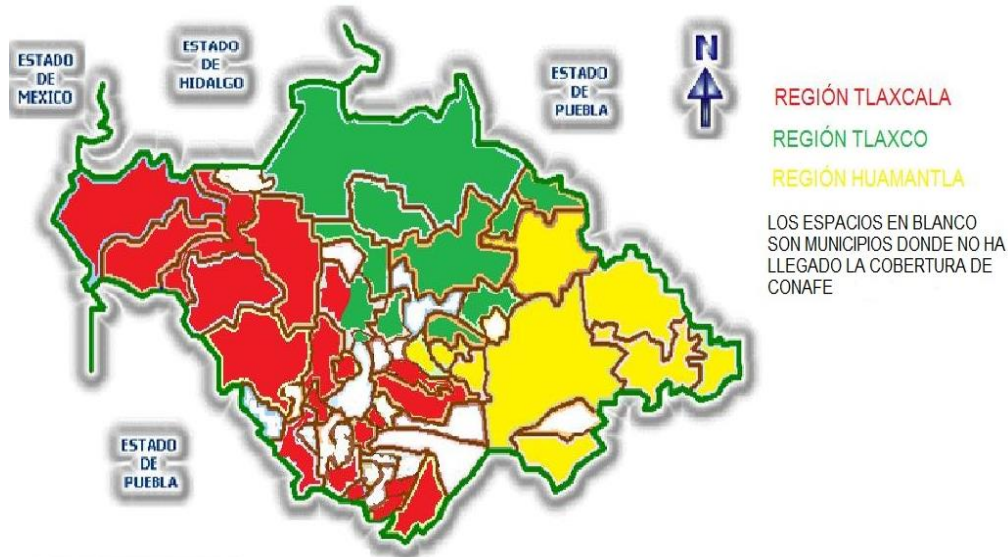 ESTADO
DE
MEXICO
ESTADO
DE
HIDALGO
ESTADO
DE
PUEBLA
N
REGIÓN TLAXCALA
REGIÓN TLAXCO
REGIÓN HUAMANTLA
LOS ESPACIOS EN BLANCO
SON MUNICIPIOS DONDE NO HA
LLEGADO LA COBERTURA DE
CONAFE
ESTADO
DE
PUEBLA